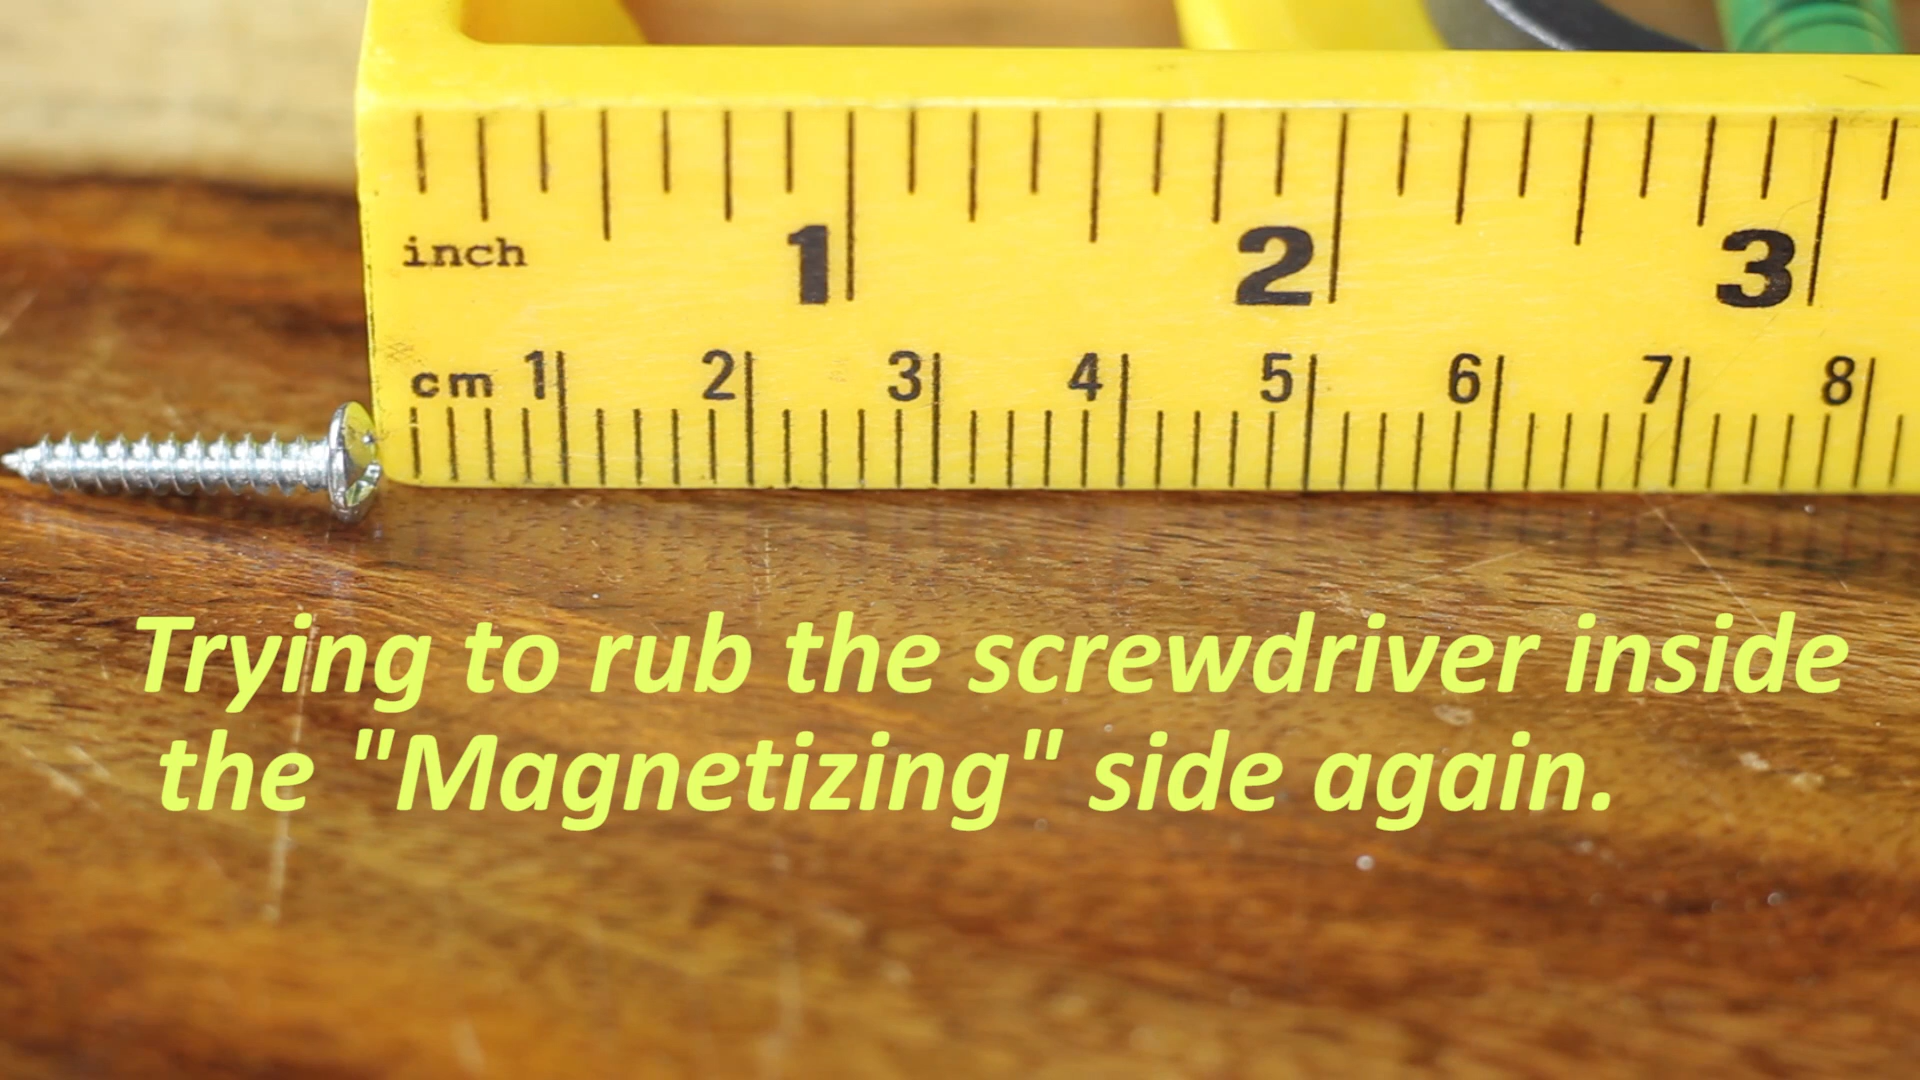 inch 1 2 3
cm 1 2 3 4 5 6 7 8
Trying to rub the screwdriver inside
the "Magnetizing" side again.